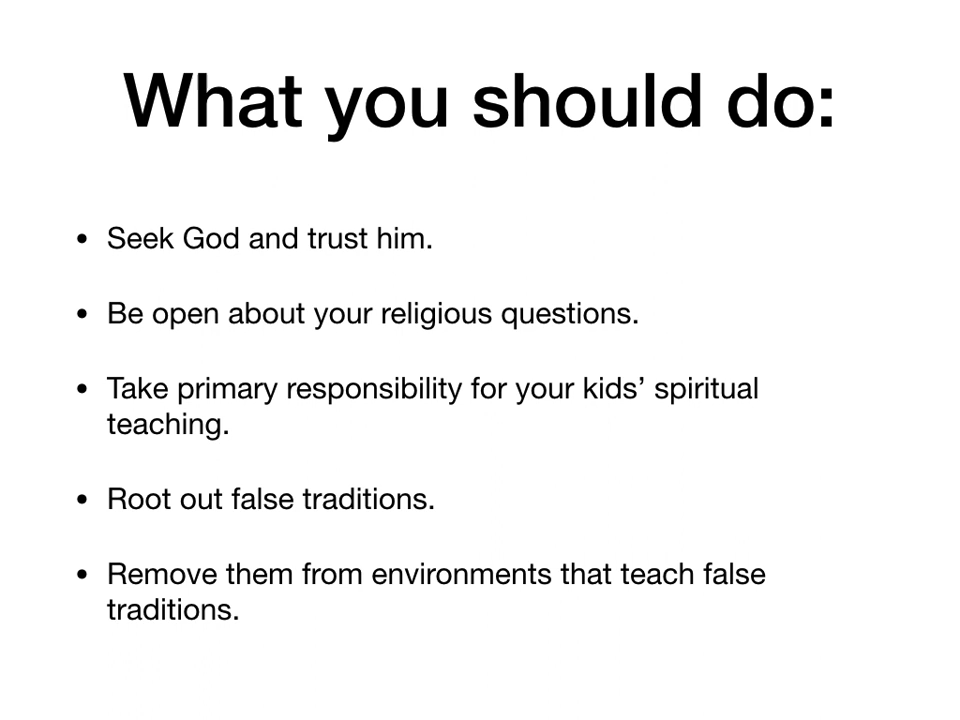 What you should do:
• Seek God and trust him.
• Be open about your religious questions.
• Take primary responsibility for your kids’ spiritual
teaching.
• Root out false traditions.
• Remove them from environments that teach false
traditions.